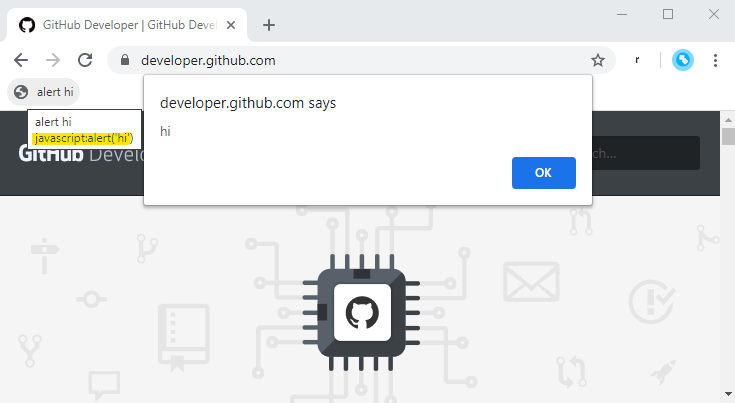 GitHub Developer | GitHub Devel
developer.github.com
r
alert hi
developer.github.com says
hi
OK
alert hi
javascript:alert('hi')
GitHub Develo
ch...